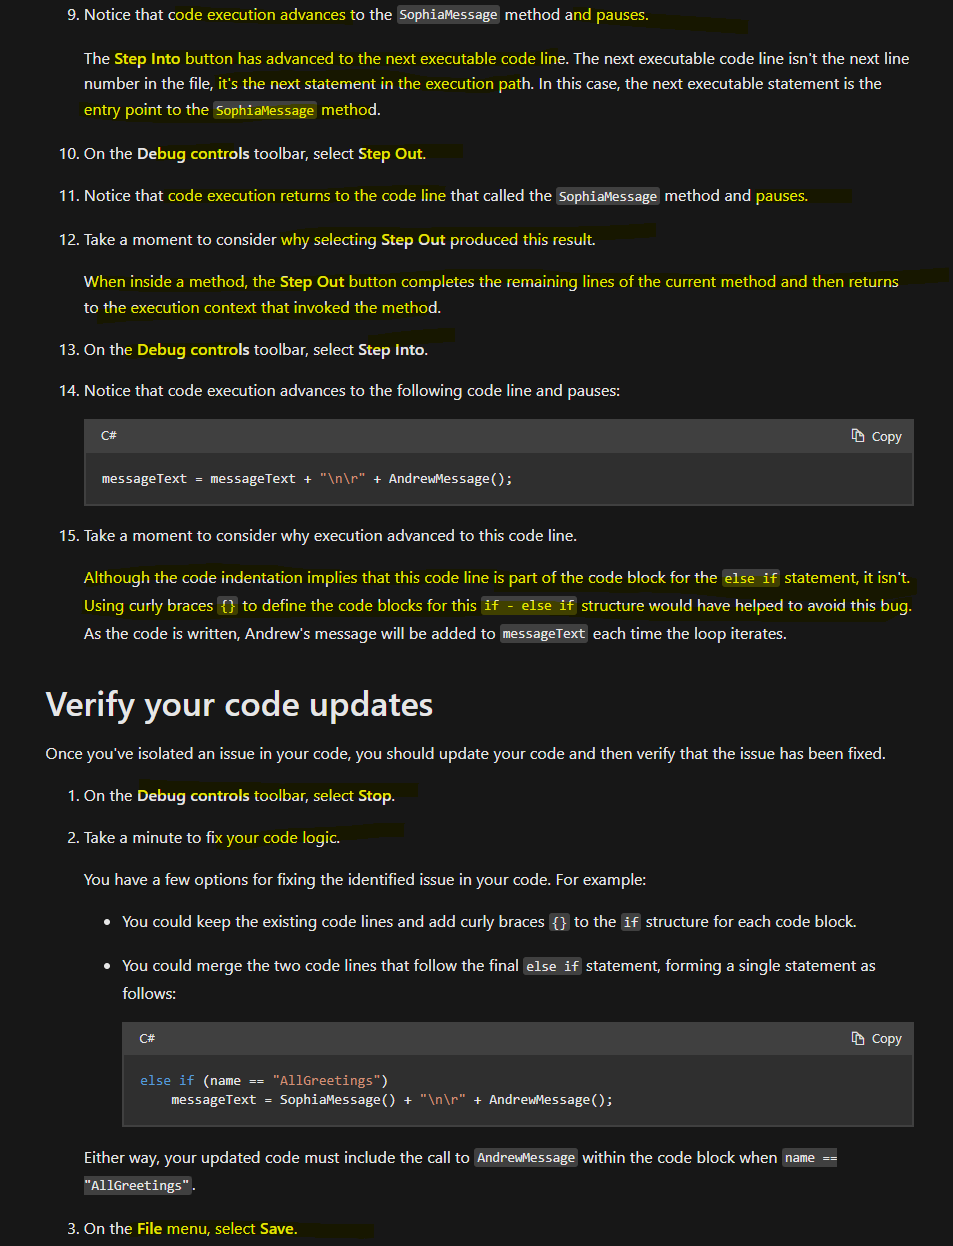 9. Notice that code execution advances to the SophiaMessage method and pauses.
The Step Into button has advanced to the next executable code line. The next executable code line isn't the next line
number in the file, it's the next statement in the execution path. In this case, the next executable statement is the
entry point to the SophiaMessage method.
10. On the Debug controls toolbar, select Step Out.
11. Notice that code execution returns to the code line that called the SophiaMessage method and pauses.
12. Take a moment to consider why selecting Step Out produced this result.
When inside a method, the Step Out button completes the remaining lines of the current method and then returns
to the execution context that invoked the method.
13. On the Debug controls toolbar, select Step Into.
14. Notice that code execution advances to the following code line and pauses:
C#
Copy
messageText = messageText + "\n\r" + AndrewMessage();
15. Take a moment to consider why execution advanced to this code line.
Although the code indentation implies that this code line is part of the code block for the else if statement, it isn't.
Using curly braces {} to define the code blocks for this if - else if structure would have helped to avoid this bug.
As the code is written, Andrew's message will be added to messageText each time the loop iterates.
Verify your code updates
Once you've isolated an issue in your code, you should update your code and then verify that the issue has been fixed.
1. On the Debug controls toolbar, select Stop.
2. Take a minute to fix your code logic.
You have a few options for fixing the identified issue in your code. For example:
• You could keep the existing code lines and add curly braces {} to the if structure for each code block.
• You could merge the two code lines that follow the final else if statement, forming a single statement as
follows:
C#
Copy
else if (name == "AllGreetings")
messageText = SophiaMessage() + "\n\r" + AndrewMessage();
Either way, your updated code must include the call to AndrewMessage within the code block when name ==
"AllGreetings".
3. On the File menu, select Save.